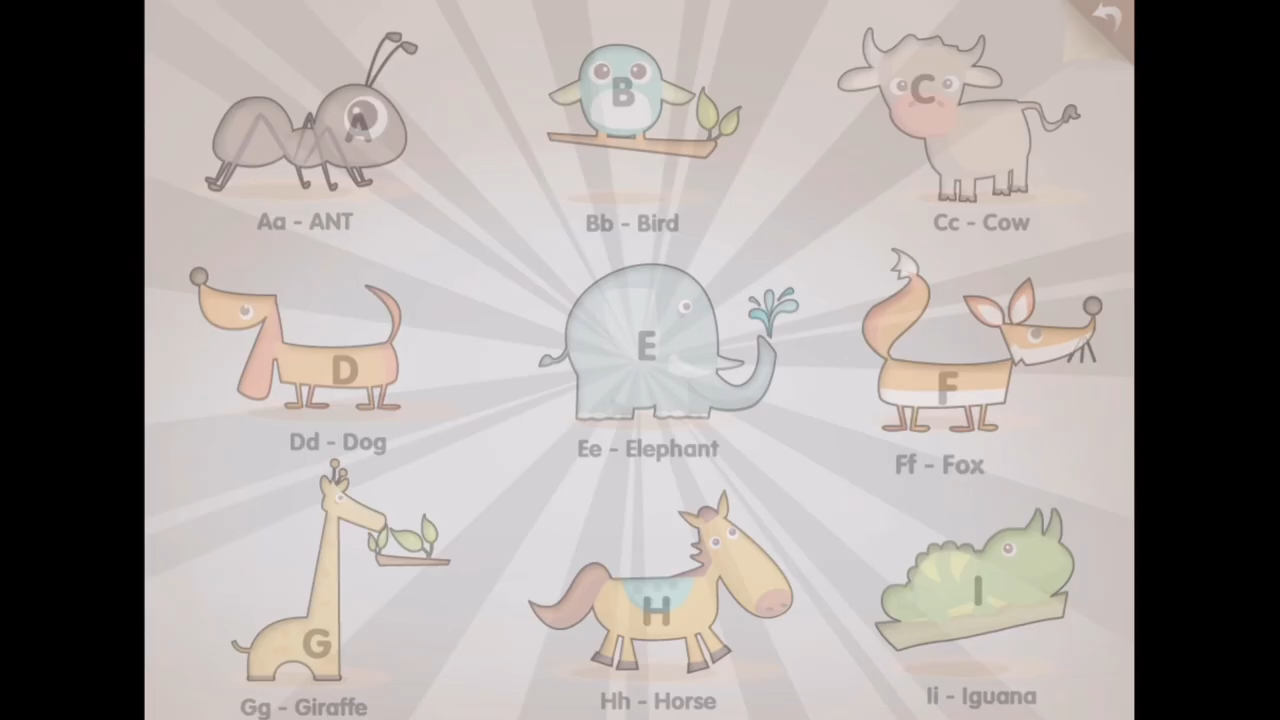 A
B
C
Aa - ANT
Bb - Bird
Cc - Cow
D
E
F
Dd - Dog
Ee - Elephant
Ff - Fox
G
H
I
Gg - Giraffe
Hh - Horse
Ii - Iguana